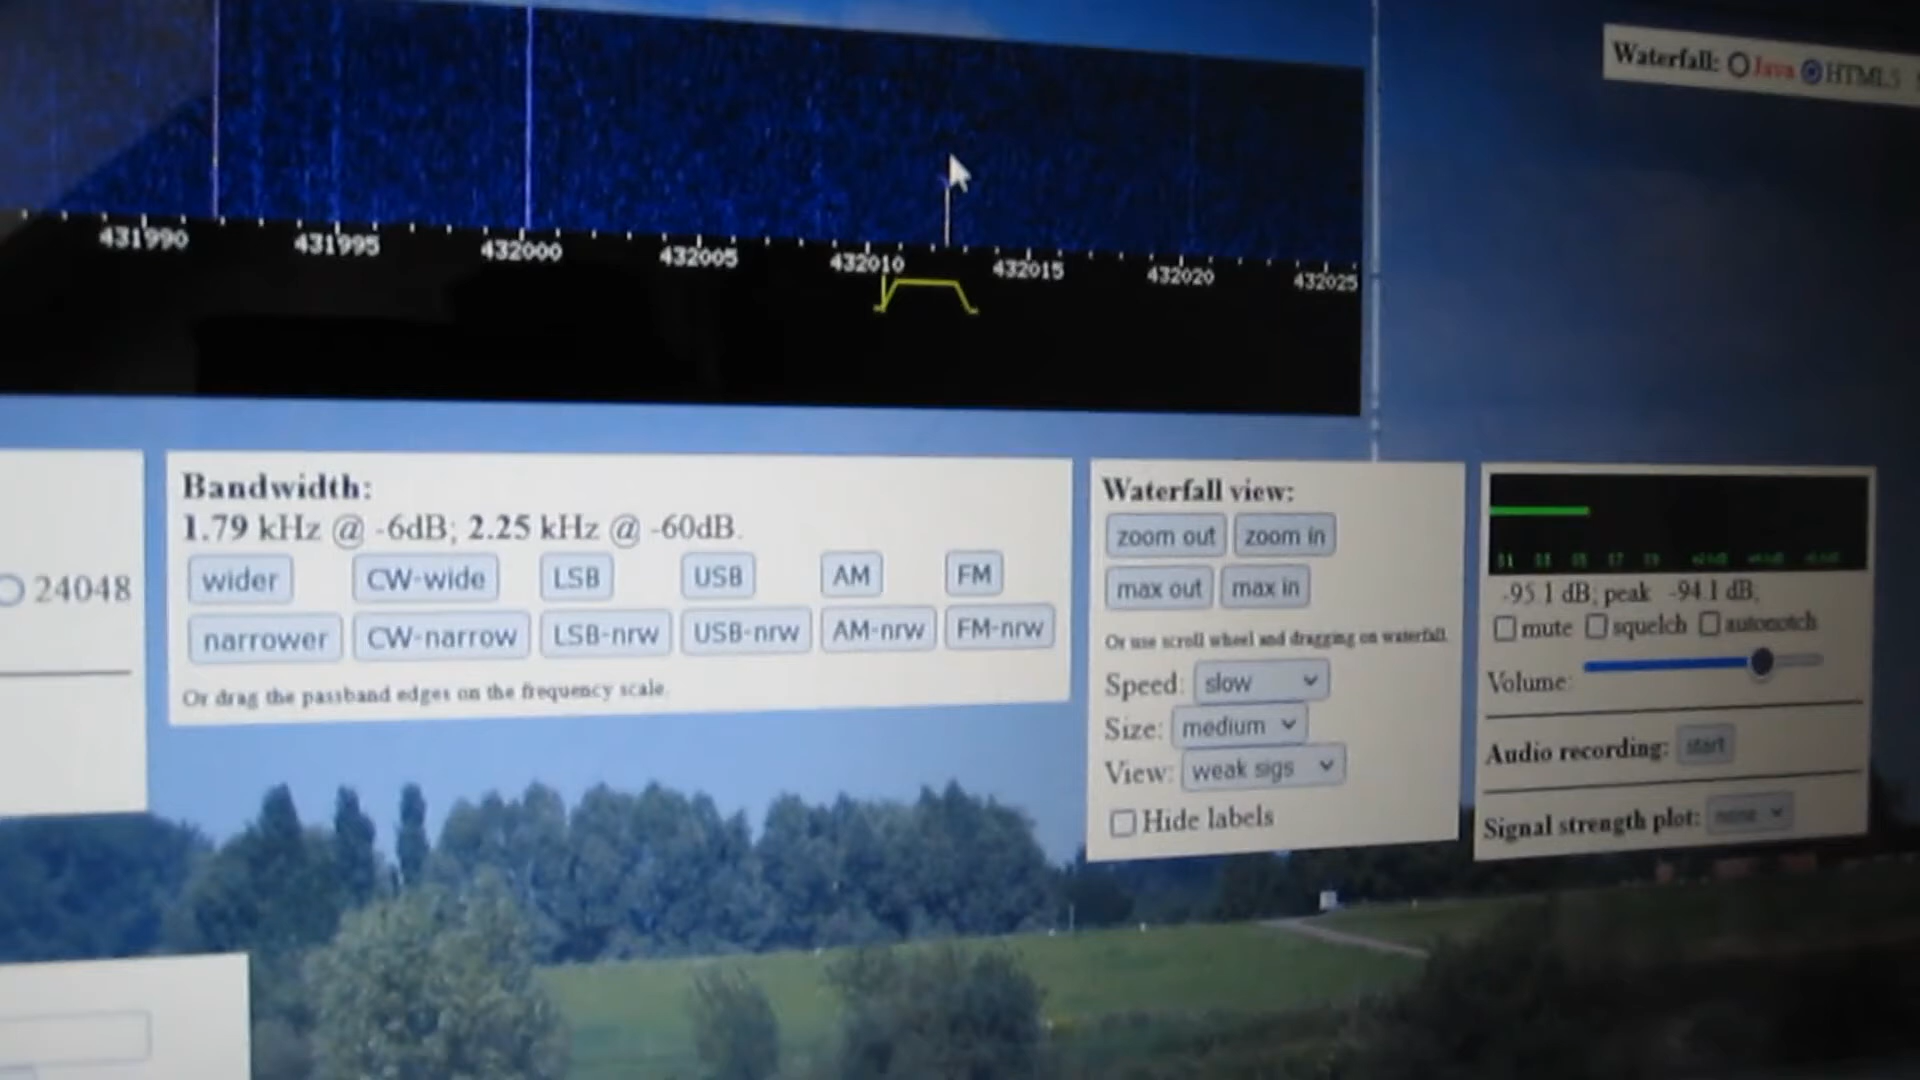 Waterfall: Java HTML5
431990 431995 432000 432005 432010 432015 432020 432025
24048
Bandwidth:
1.79 kHz @ -6dB; 2.25 kHz @ -60dB.
wider CW-wide LSB USB AM FM
narrower CW-narrow LSB-nrw USB-nrw AM-nrw FM-nrw
Or drag the passband edges on the frequency scale.
Waterfall view:
zoom out zoom in
max out max in
Or use scroll wheel and dragging on waterfall.
Speed: slow
Size: medium
View: weak sigs
Hide labels
-95.1 dB; peak -94.1 dB;
mute squelch autonotch
Volume:
Audio recording: start
Signal strength plot: none